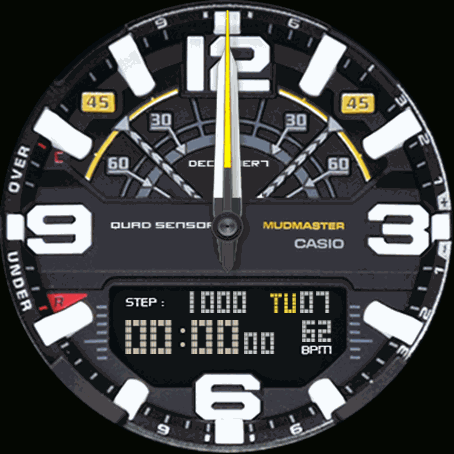 12
45 45
30 30
60 60
DECEMBER7
OVER
C
9 3
QUAD SENSOR MUDMASTER
CASIO
UNDER
R
STEP : 1000 TU07
00:00 00 62
BPM
6